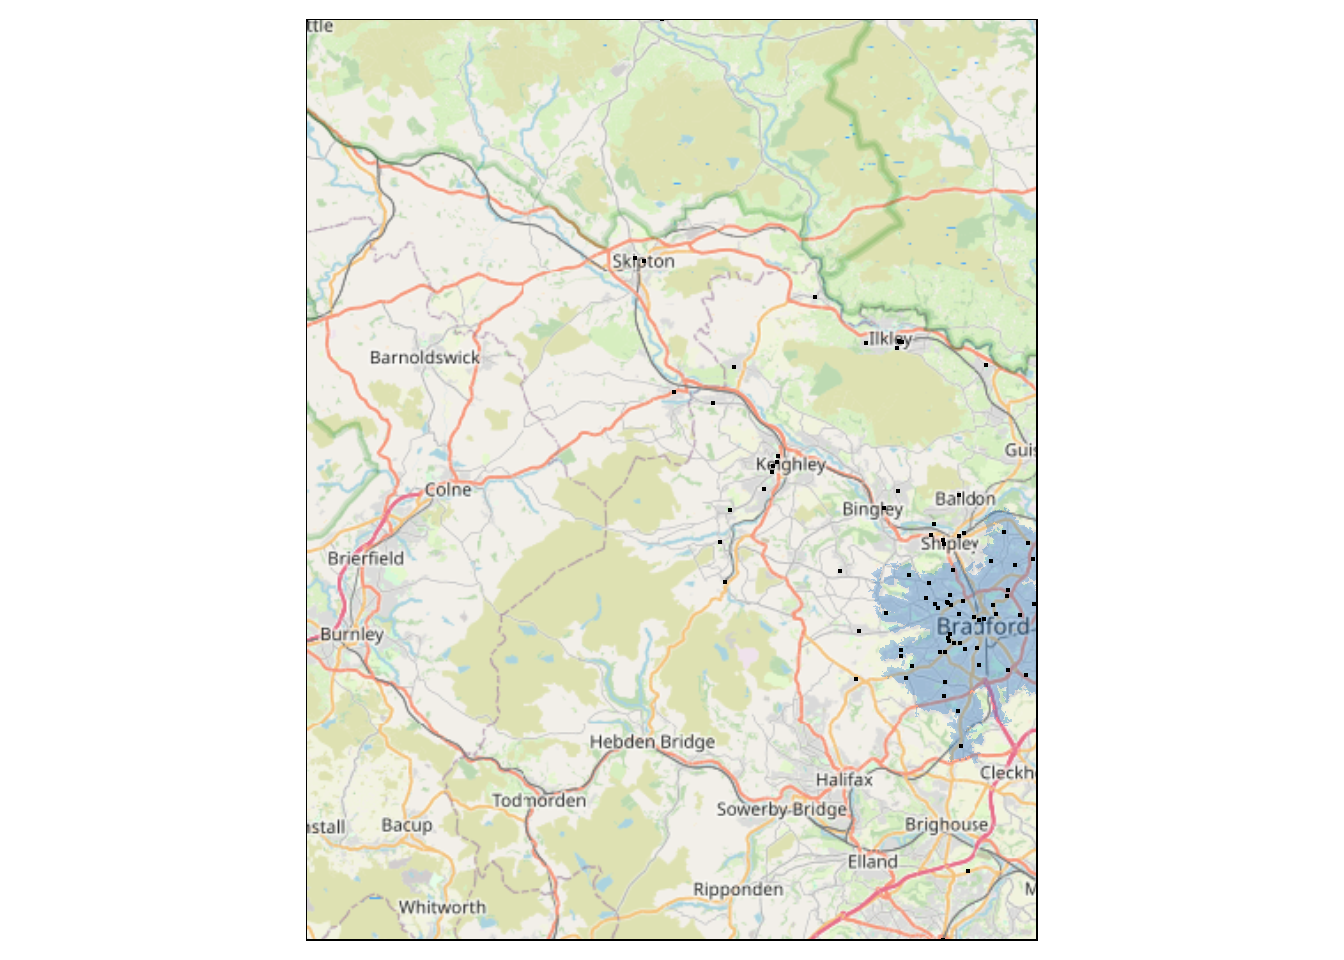 ttle
Skipton
Ilkley
Barnoldswick
Guis
Keighley
Colne
Baildon
Bingley
Shipley
Brierfield
Bradford
Burnley
Hebden Bridge
Cleckh
Halifax
Todmorden
Sowerby Bridge
nstall
Bacup
Brighouse
Elland
Ripponden
M
Whitworth